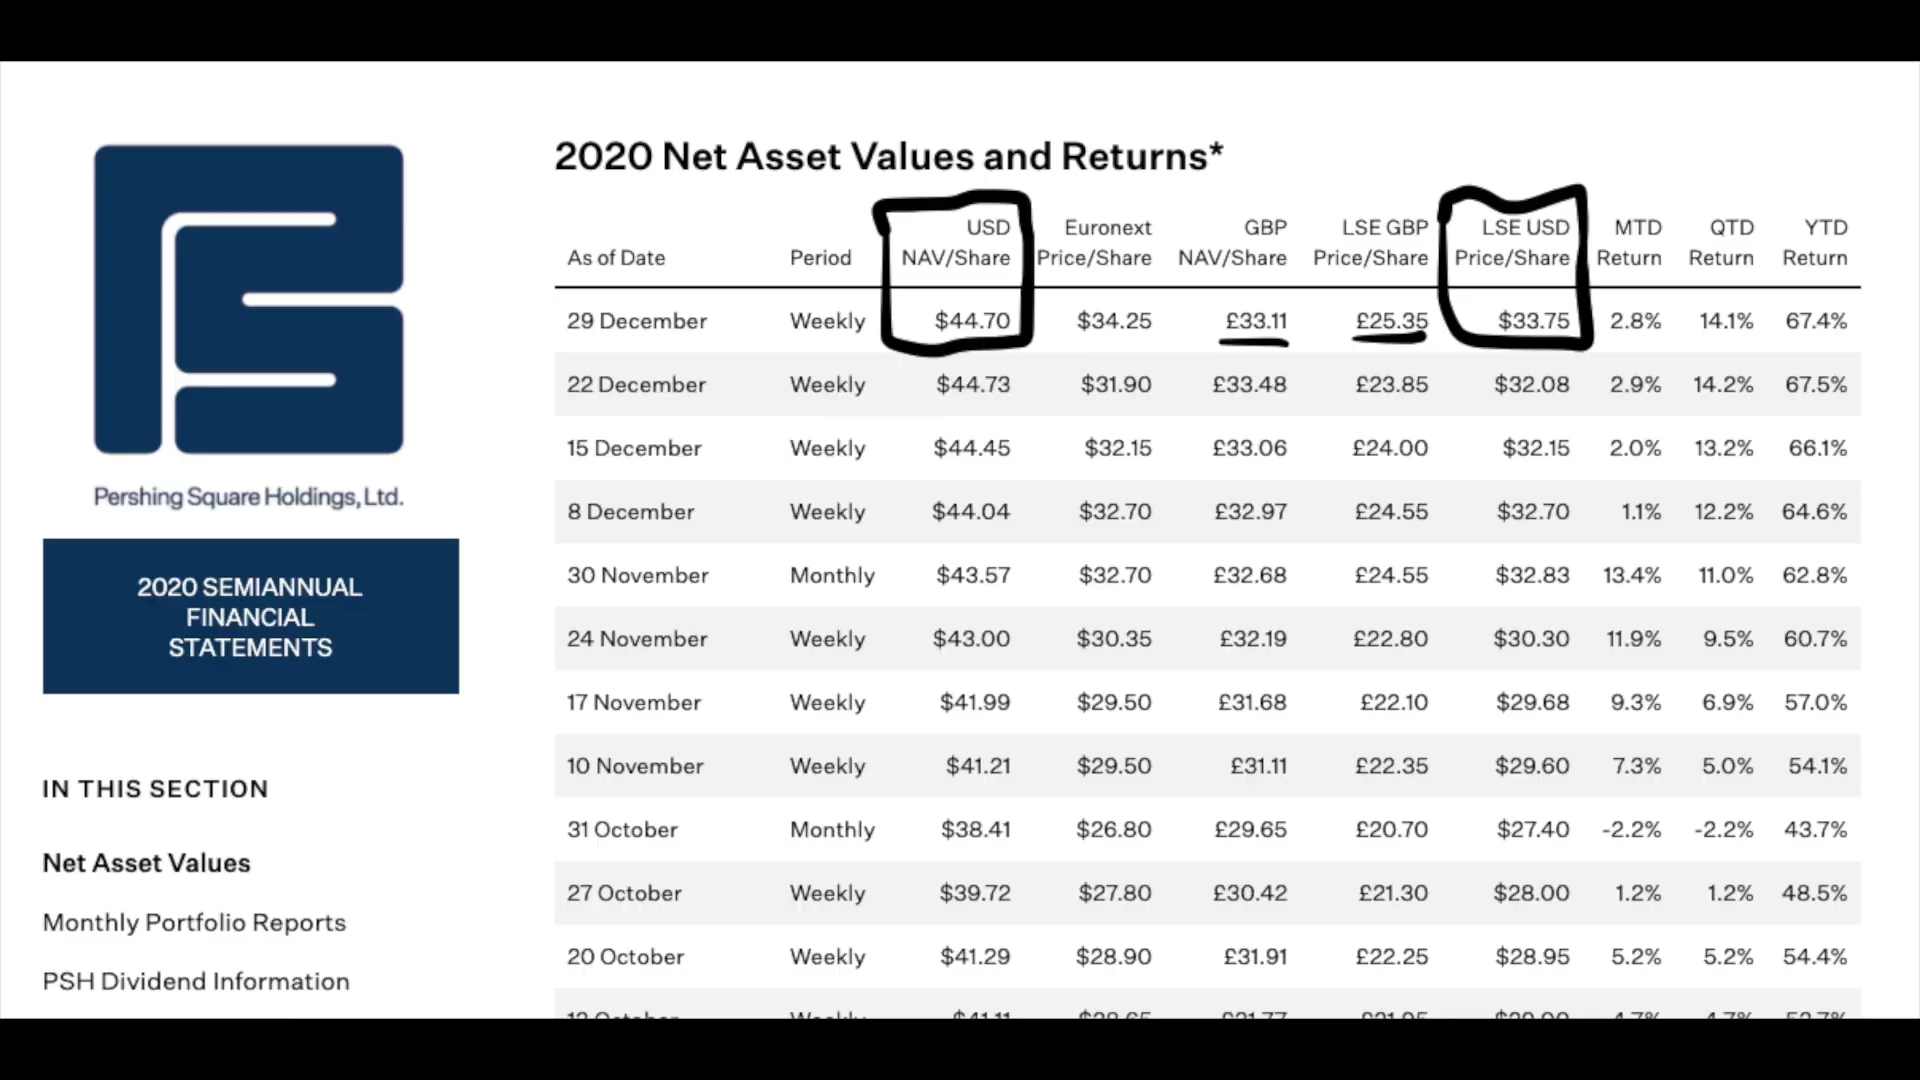 Pershing Square Holdings, Ltd.
2020 SEMIANNUAL
FINANCIAL
STATEMENTS
IN THIS SECTION
Net Asset Values
Monthly Portfolio Reports
PSH Dividend Information
2020 Net Asset Values and Returns*
As of Date Period USD NAV/Share Euronext Price/Share GBP NAV/Share LSE GBP Price/Share LSE USD Price/Share MTD Return QTD Return YTD Return
29 December Weekly $44.70 $34.25 £33.11 £25.35 $33.75 2.8% 14.1% 67.4%
22 December Weekly $44.73 $31.90 £33.48 £23.85 $32.08 2.9% 14.2% 67.5%
15 December Weekly $44.45 $32.15 £33.06 £24.00 $32.15 2.0% 13.2% 66.1%
8 December Weekly $44.04 $32.70 £32.97 £24.55 $32.70 1.1% 12.2% 64.6%
30 November Monthly $43.57 $32.70 £32.68 £24.55 $32.83 13.4% 11.0% 62.8%
24 November Weekly $43.00 $30.35 £32.19 £22.80 $30.30 11.9% 9.5% 60.7%
17 November Weekly $41.99 $29.50 £31.68 £22.10 $29.68 9.3% 6.9% 57.0%
10 November Weekly $41.21 $29.50 £31.11 £22.35 $29.60 7.3% 5.0% 54.1%
31 October Monthly $38.41 $26.80 £29.65 £20.70 $27.40 -2.2% -2.2% 43.7%
27 October Weekly $39.72 $27.80 £30.42 £21.30 $28.00 1.2% 1.2% 48.5%
20 October Weekly $41.29 $28.90 £31.91 £22.25 $28.95 5.2% 5.2% 54.4%
October Weekly